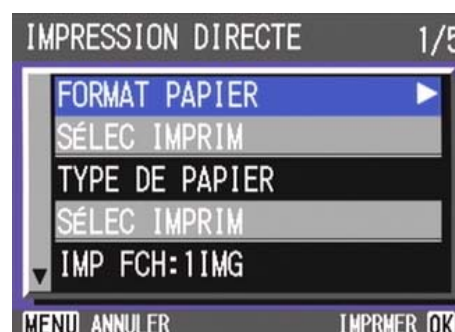 IMPRESSION DIRECTE 1/5
FORMAT PAPIER
SÉLEC IMPRIM
TYPE DE PAPIER
SÉLEC IMPRIM
IMP FCH:1IMG
MENU ANNULER IMPRMER OK